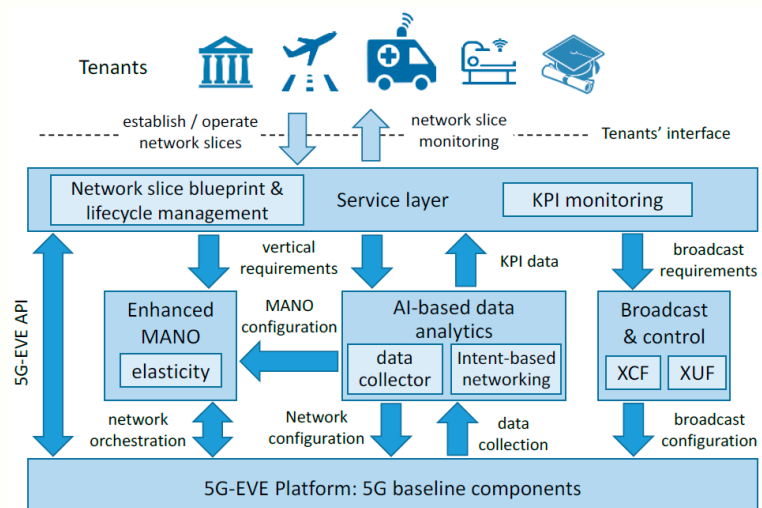 Tenants
establish / operate
network slices
network slice
monitoring
Tenants’ interface
Network slice blueprint &
lifecycle management
Service layer
KPI monitoring
5G-EVE API
vertical
requirements
KPI data
broadcast
requirements
Enhanced
MANO
elasticity
MANO
configuration
AI-based data
analytics
data
collector
Intent-based
networking
Broadcast
& control
XCF
XUF
network
orchestration
Network
configuration
data
collection
broadcast
configuration
5G-EVE Platform: 5G baseline components